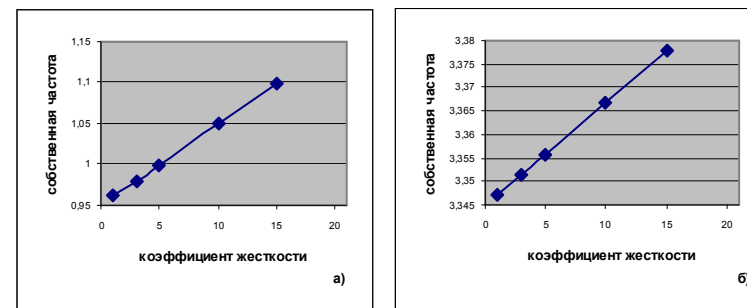 1,15
1,1
1,05
1
0,95
0 5 10 15 20
собственная частота
коэффициент жесткости
а)
3,38
3,375
3,37
3,365
3,36
3,355
3,35
3,345
0 5 10 15 20
собственная частота
коэффициент жесткости
б)